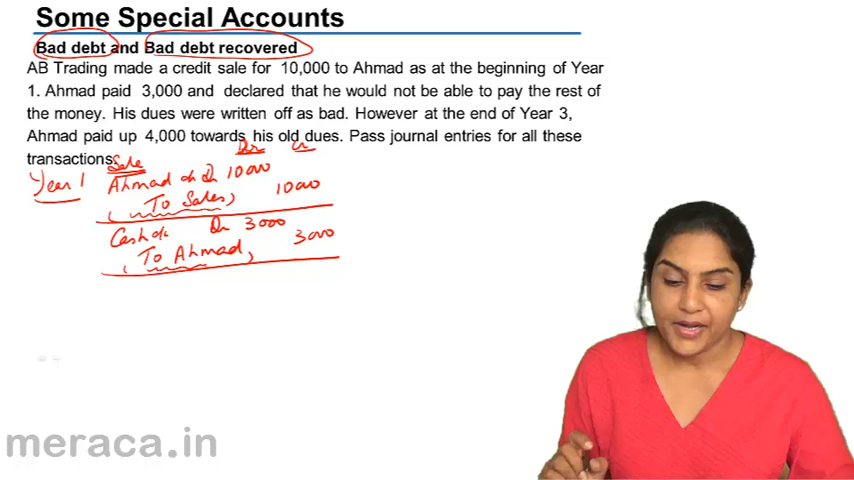 Some Special Accounts
Bad debt and Bad debt recovered
AB Trading made a credit sale for 10,000 to Ahmad as at the beginning of Year
1. Ahmad paid 3,000 and declared that he would not be able to pay the rest of
the money. His dues were written off as bad. However at the end of Year 3,
Ahmad paid up 4,000 towards his old dues. Pass journal entries for all these
transactions.
Sale Dr Cr
Year 1 Ahmad a/c Dr 10000
( To Sales ) 10000
Cash a/c Dr 3000
( To Ahmad ) 3000
meraca.in